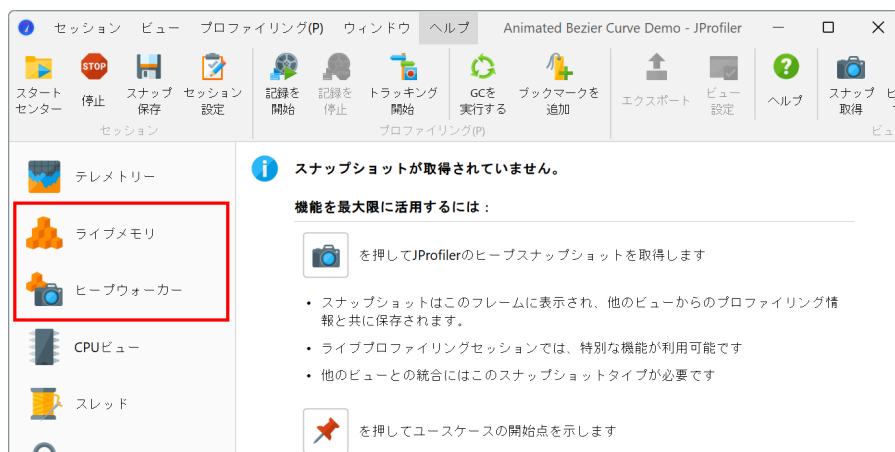 セッション ビュー プロファイリング(P) ウィンドウ ヘルプ Animated Bezier Curve Demo - JProfiler
スタート
センター
停止
スナップ
保存
セッション
設定
記録を
開始
記録を
停止
トラッキング
開始
GCを
実行する
ブックマークを
追加
エクスポート
ビュー
設定
ヘルプ
スナップ
取得
セッション
プロファイリング(P)
ビュ
テレメトリー
ライブメモリ
ヒープウォーカー
CPUビュー
スレッド
スナップショットが取得されていません。
機能を最大限に活用するには：
を押してJProfilerのヒープスナップショットを取得します
• スナップショットはこのフレームに表示され、他のビューからのプロファイリング情
報と共に保存されます。
• ライブプロファイリングセッションでは、特別な機能が利用可能です
• 他のビューとの統合にはこのスナップショットタイプが必要です
を押してユースケースの開始点を示します